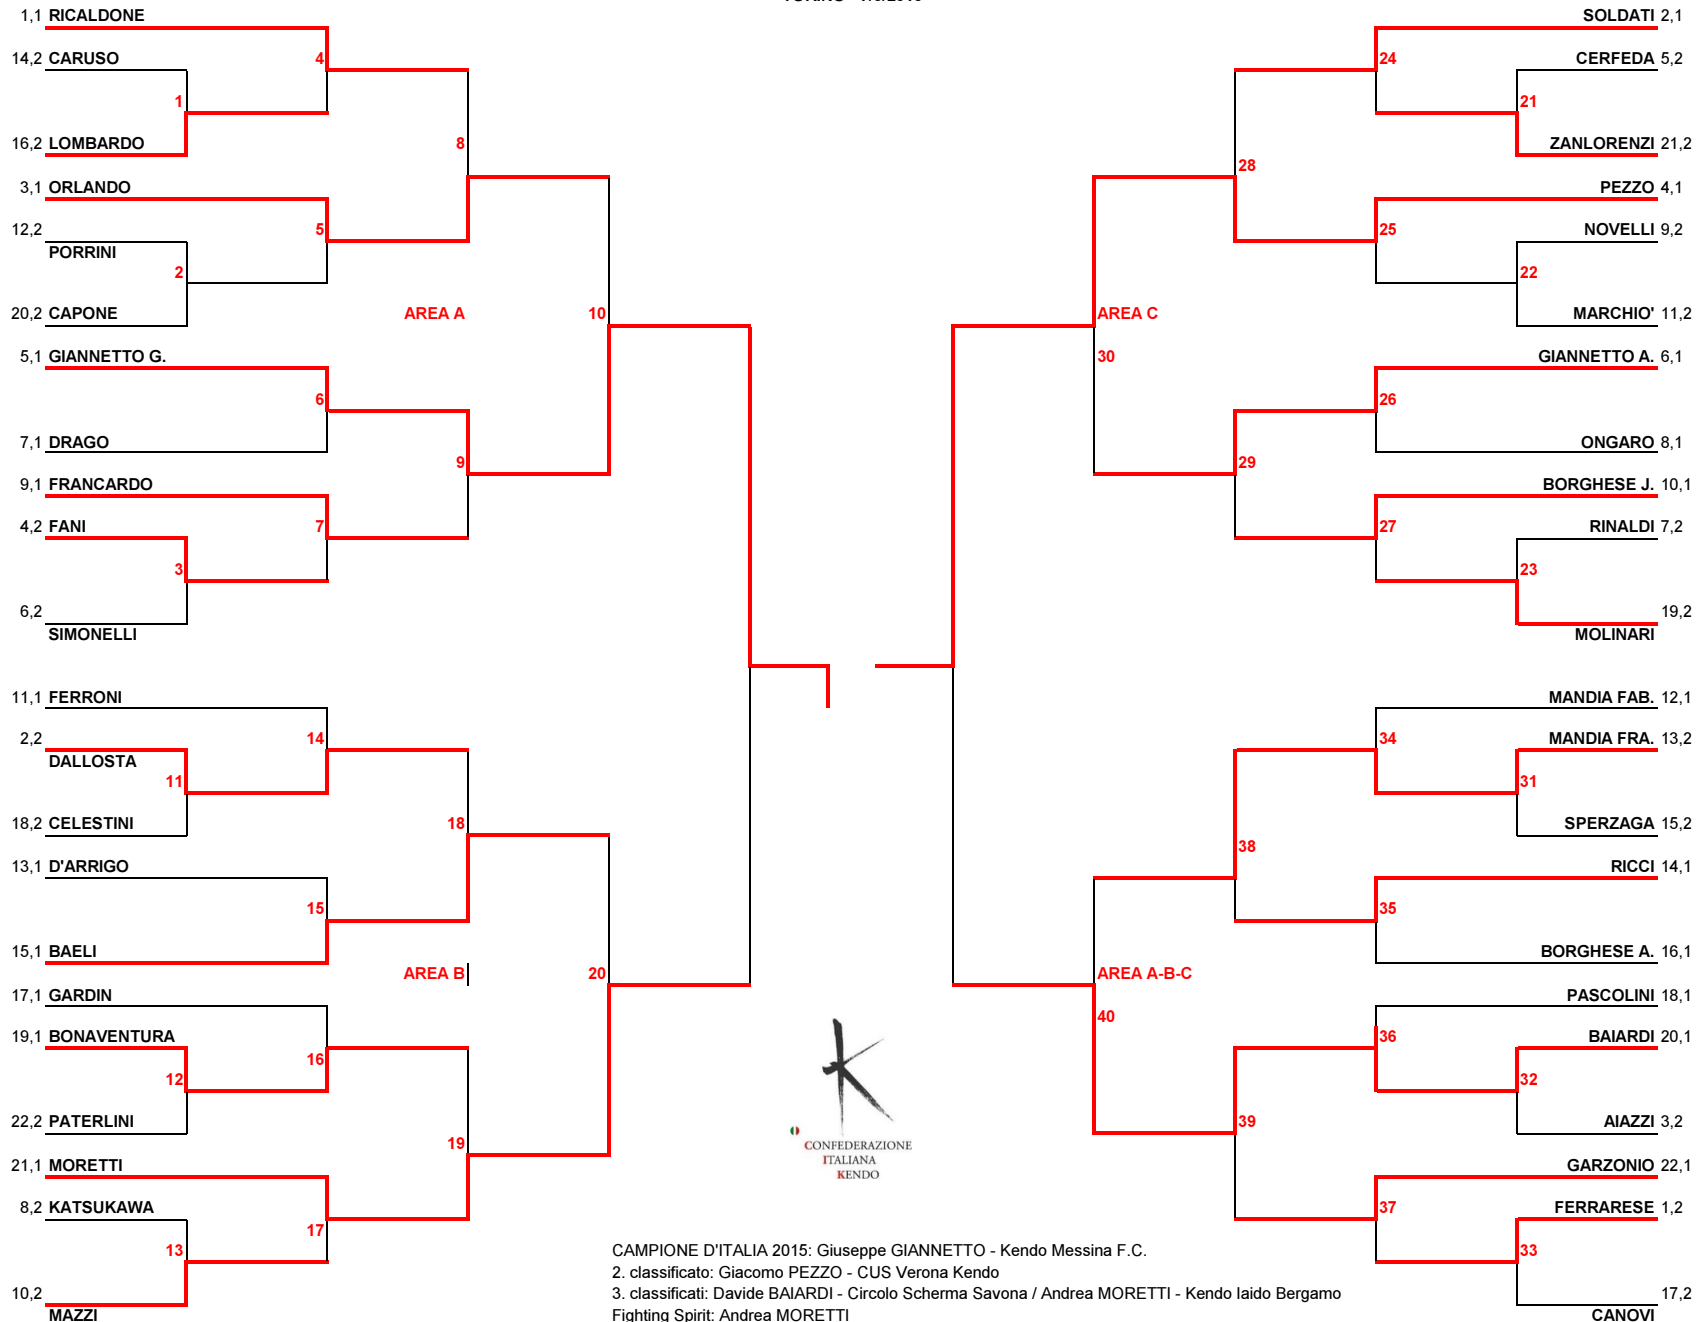 1,1 RICALDONE
14,2 CARUSO
16,2 LOMBARDO
3,1 ORLANDO
12,2
PORRINI
20,2 CAPONE
5,1 GIANNETTO G.
7,1 DRAGO
9,1 FRANCARDO
4,2 FANI
6,2
SIMONELLI
4
1
8
5
2
AREA A
10
6
9
7
3
11,1 FERRONI
2,2
DALLOSTA
18,2 CELESTINI
13,1 D'ARRIGO
15,1 BAELI
17,1 GARDIN
19,1 BONAVENTURA
22,2 PATERLINI
21,1 MORETTI
8,2 KATSUKAWA
10,2
MAZZI
14
11
18
15
AREA B
20
16
12
19
17
13
SOLDATI 2,1
CERFEDA 5,2
ZANLORENZI 21,2
PEZZO 4,1
NOVELLI 9,2
MARCHIO' 11,2
GIANNETTO A. 6,1
ONGARO 8,1
BORGHESE J. 10,1
RINALDI 7,2
19,2
MOLINARI
24
21
28
25
22
AREA C
30
26
29
27
23
MANDIA FAB. 12,1
MANDIA FRA. 13,2
SPERZAGA 15,2
RICCI 14,1
BORGHESE A. 16,1
PASCOLINI 18,1
BAIARDI 20,1
AIAZZI 3,2
GARZONIO 22,1
FERRARESE 1,2
17,2
CANOVI
34
31
38
35
AREA A-B-C
40
36
32
39
37
33
CONFEDERAZIONE
ITALIANA
KENDO
CAMPIONE D'ITALIA 2015: Giuseppe GIANNETTO - Kendo Messina F.C.
2. classificato: Giacomo PEZZO - CUS Verona Kendo
3. classificati: Davide BAIARDI - Circolo Scherma Savona / Andrea MORETTI - Kendo Iaido Bergamo
Fighting Spirit: Andrea MORETTI